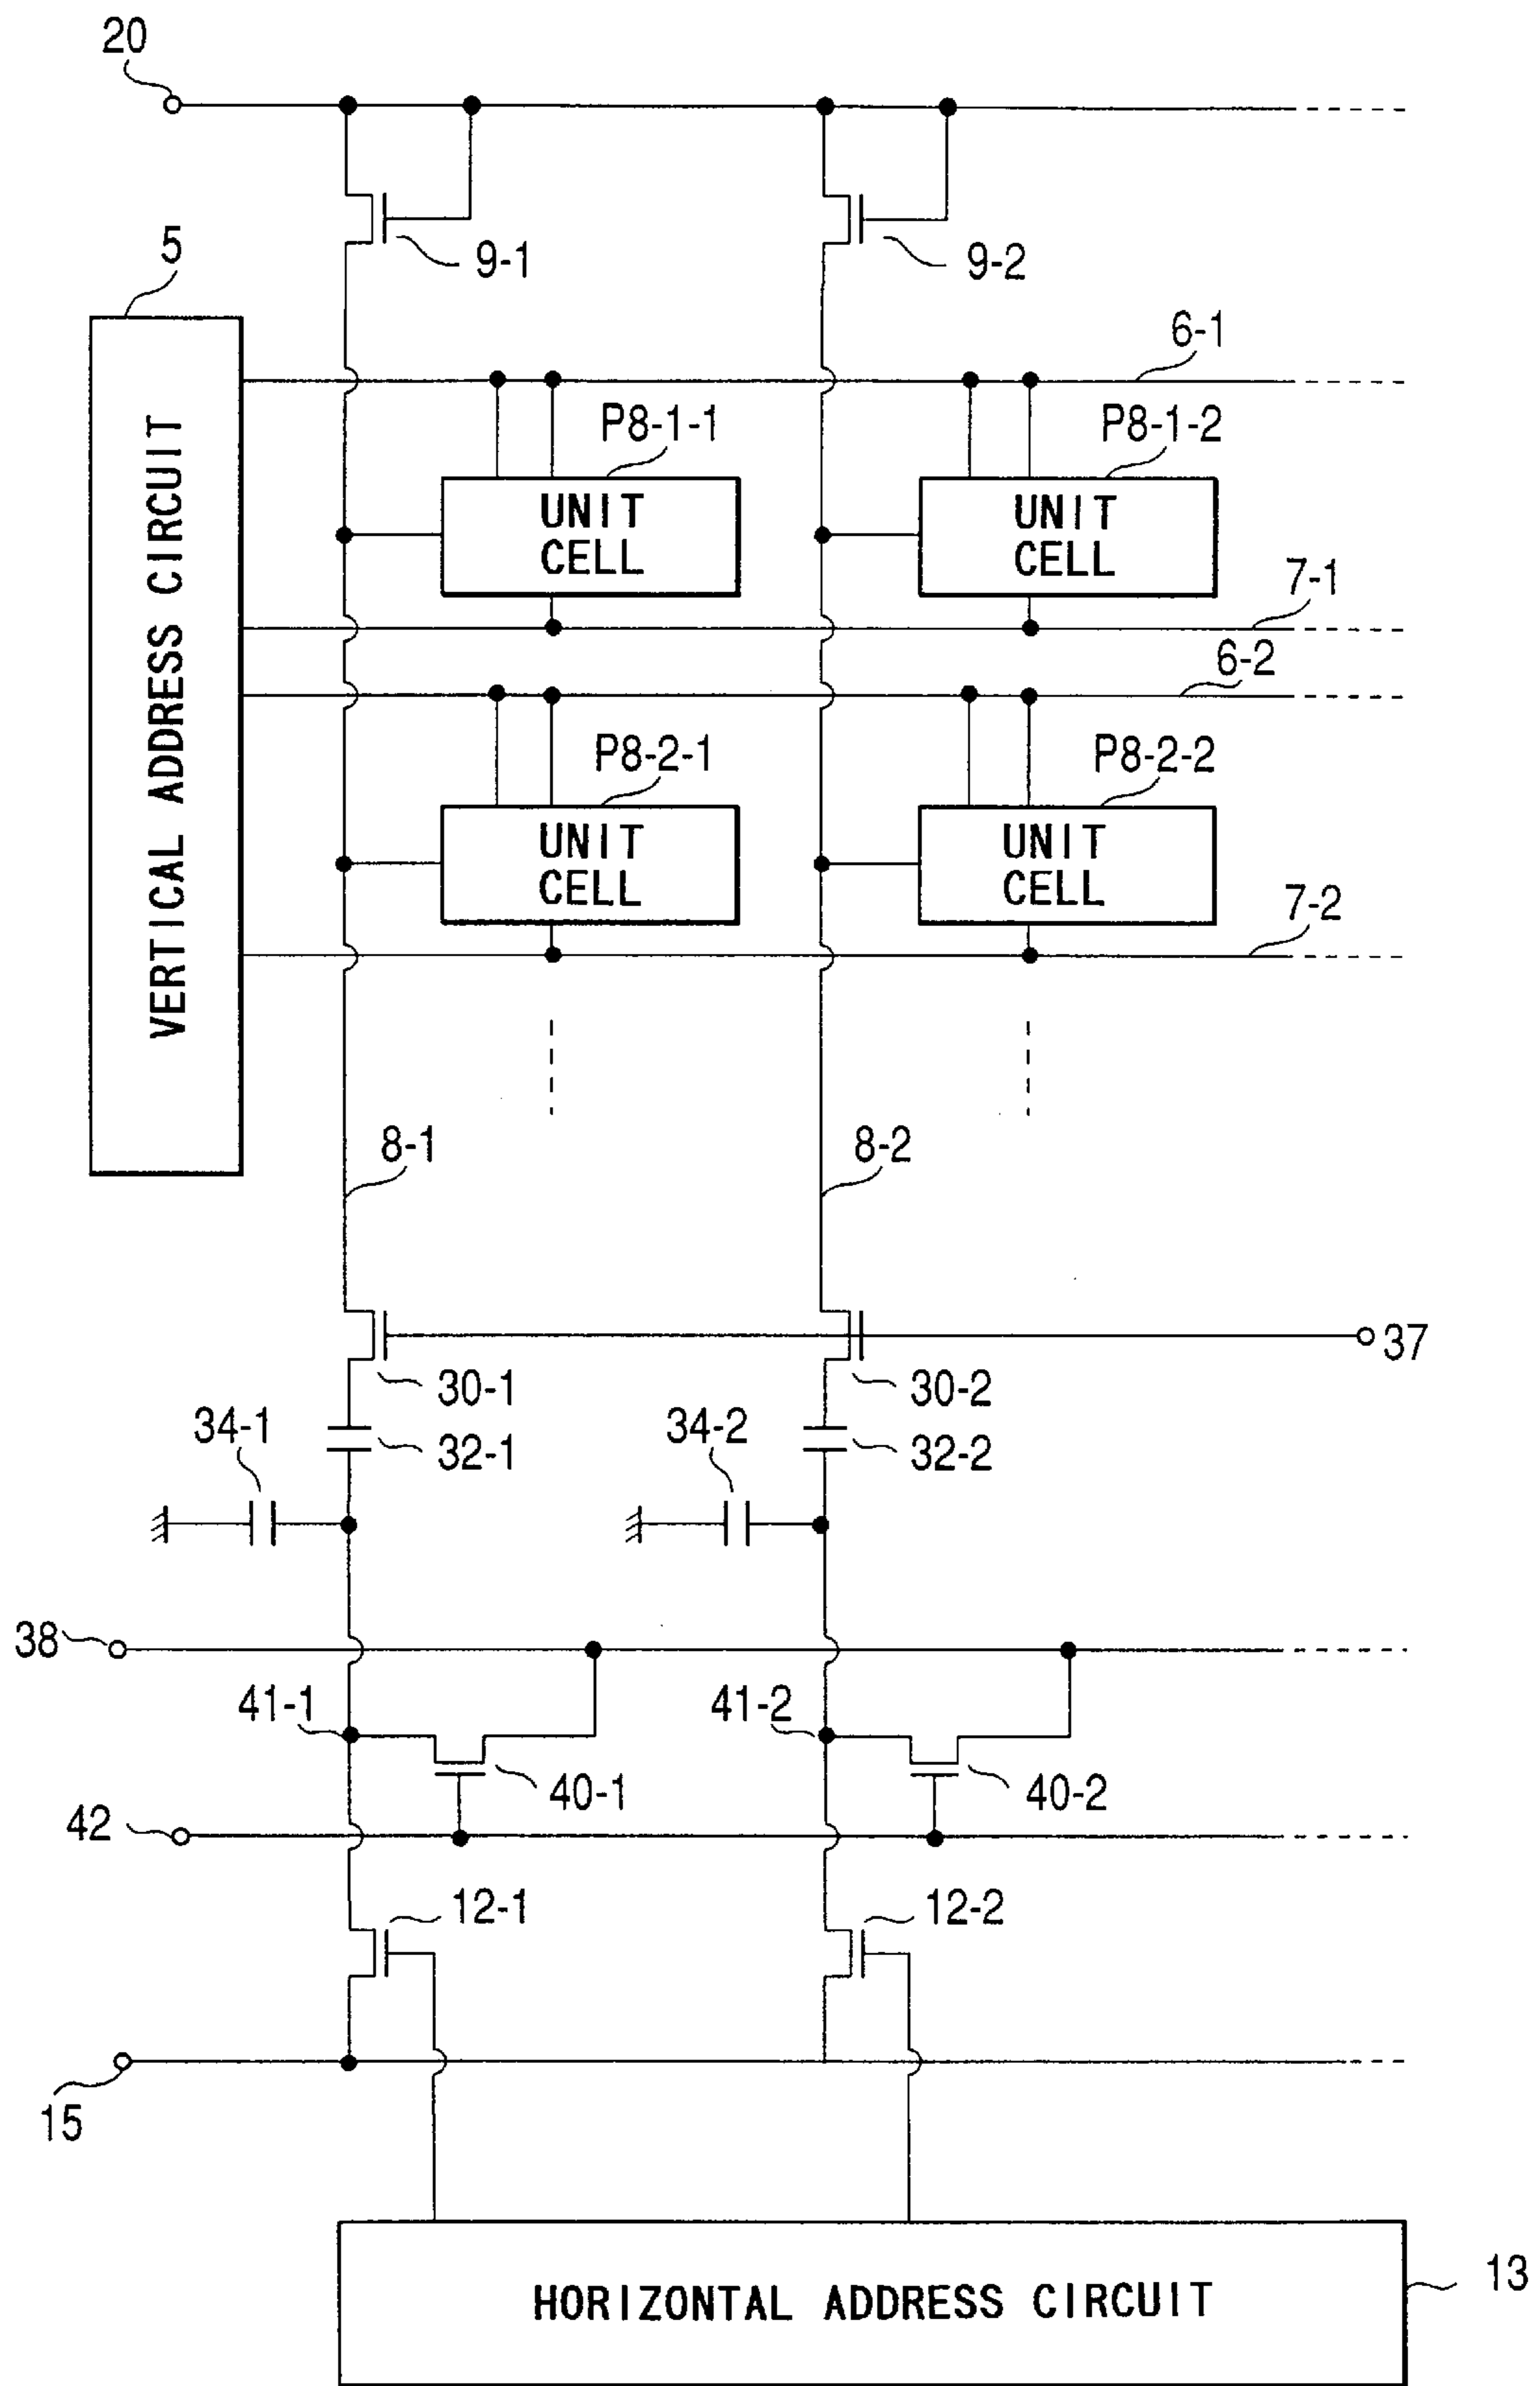 20
9-1
9-2
5
VERTICAL ADDRESS CIRCUIT
6-1
P8-1-1
P8-1-2
UNIT
CELL
UNIT
CELL
7-1
6-2
P8-2-1
P8-2-2
UNIT
CELL
UNIT
CELL
7-2
8-1
8-2
37
30-1
30-2
34-1
32-1
34-2
32-2
38
41-1
41-2
40-1
40-2
42
12-1
12-2
15
HORIZONTAL ADDRESS CIRCUIT
13